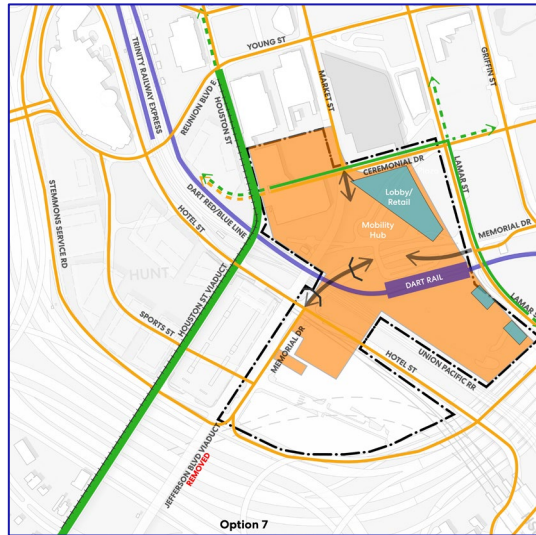 YOUNG ST
TRINITY RAILWAY EXPRESS
REUNION BLVD E
HOUSTON ST
MARKET ST
GRIFFIN ST
CEREMONIAL DR
LAMAR ST
Lobby/
Retail
Mobility
Hub
MEMORIAL DR
STEMMONS SERVICE RD
DART RED/BLUE LINE
HOTEL ST
HUNT
DART RAIL
LAMAR ST
HOUSTON ST VIADUCT
SPORTS ST
MEMORIAL DR
HOTEL ST
UNION PACIFIC RR
JEFFERSON BLVD VIADUCT
REMOVED
Option 7